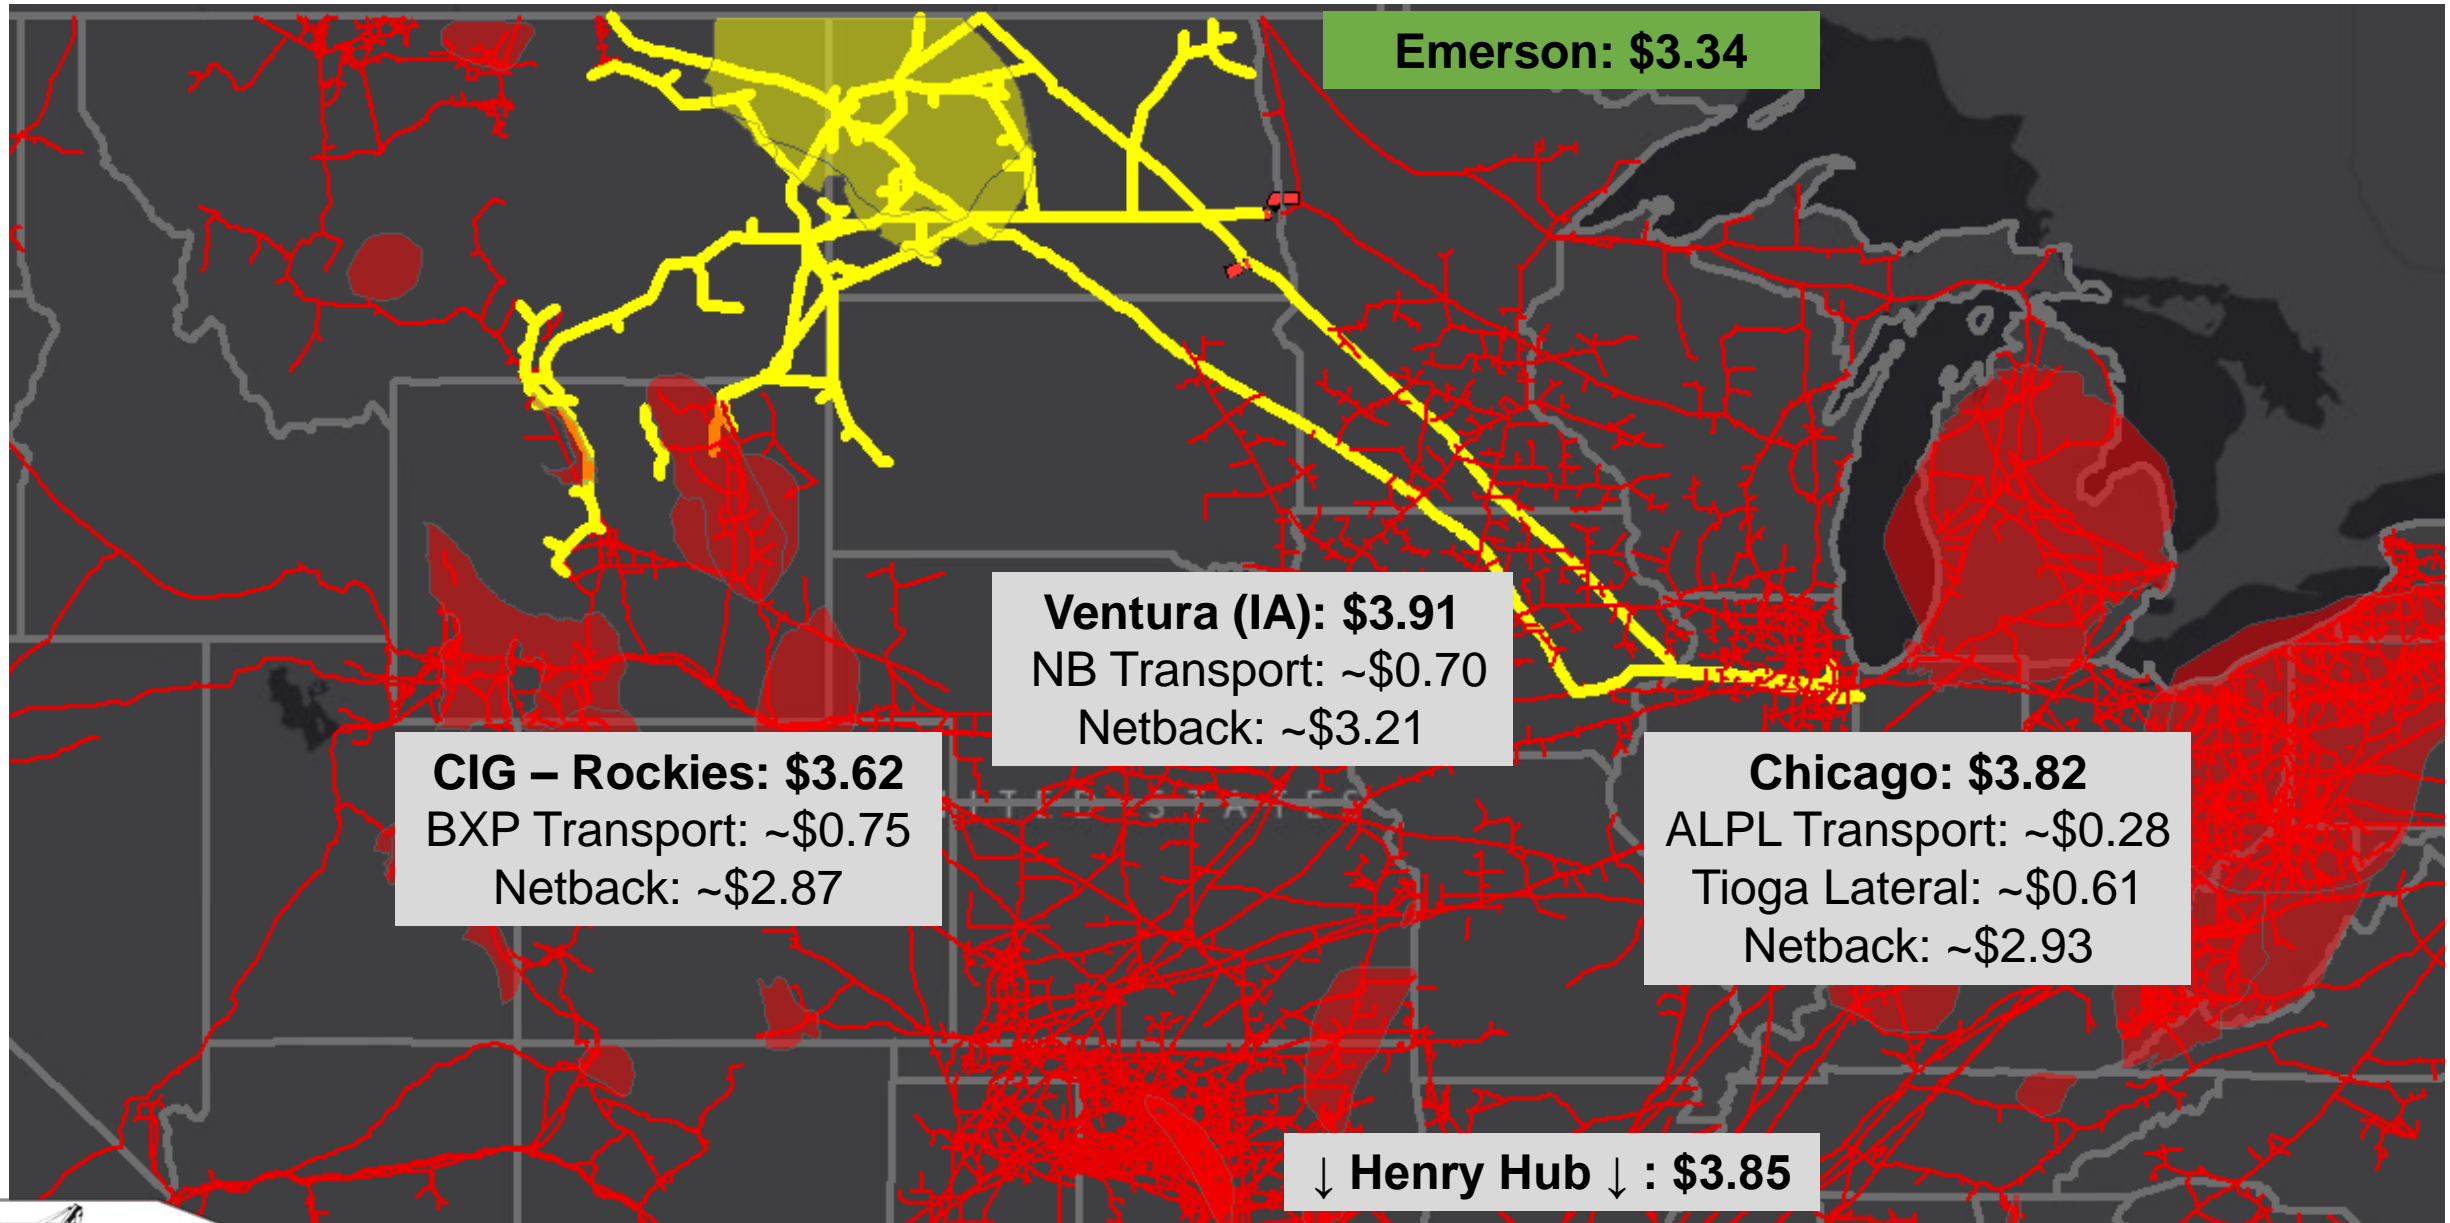 Emerson: $3.34
Ventura (IA): $3.91
NB Transport: ~$0.70
Netback: ~$3.21
CIG – Rockies: $3.62
BXP Transport: ~$0.75
Netback: ~$2.87
Chicago: $3.82
ALPL Transport: ~$0.28
Tioga Lateral: ~$0.61
Netback: ~$2.93
ITED STATES
↓ Henry Hub ↓ : $3.85